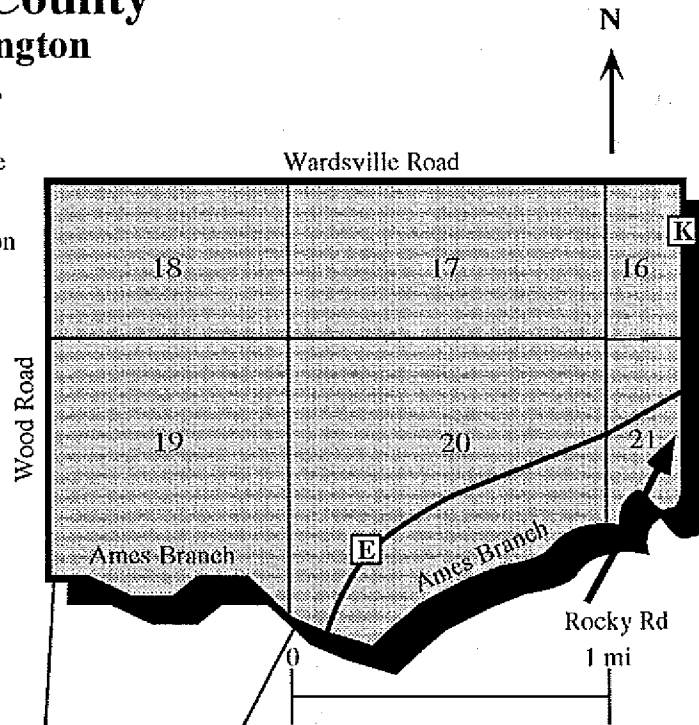 County
ngton
N
e
Wardsville Road
on
K
18
17
16
Wood Road
19
20
21
E
Ames Branch
Ames Branch
Rocky Rd
0
1 mi